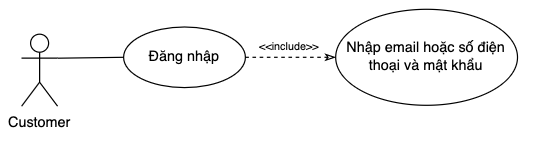 Đăng nhập
<<include>>
Nhập email hoặc số điện
thoại và mật khẩu
Customer